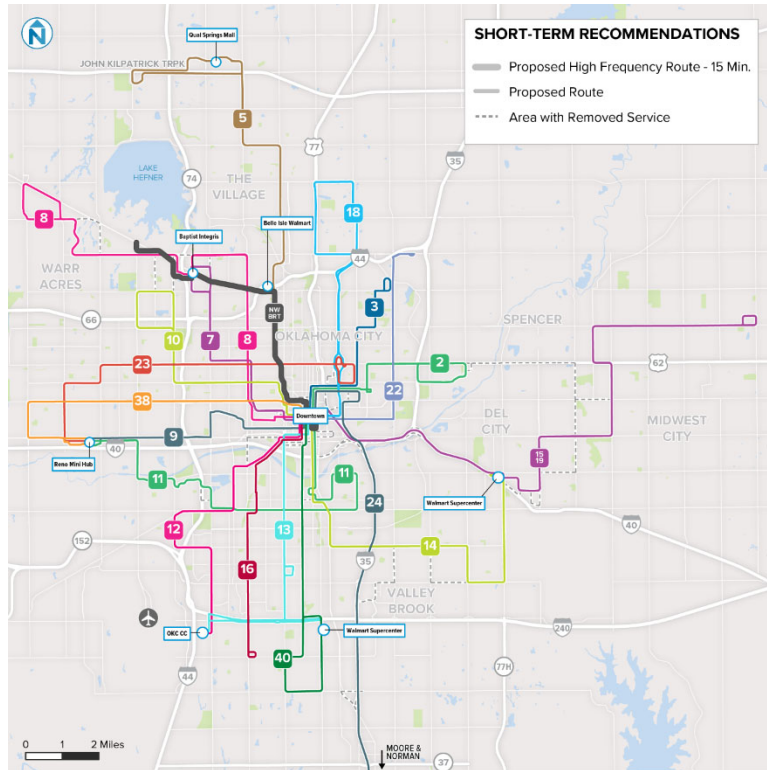 N
Qual Springs Mall
JOHN KILPATRICK TRPK
SHORT-TERM RECOMMENDATIONS
Proposed High Frequency Route - 15 Min.
Proposed Route
Area with Removed Service
5
77
35
LAKE
HEFNER
74
THE
VILLAGE
8
18
Belle Isle Walmart
Baptist Integris
44
WARR
ACRES
3
NW/
BRT
66
10
7
8
OKLAHOMA CITY
SPENCER
23
2
62
22
38
Downtown
DEL
CITY
MIDWEST
CITY
9
40
Reno Mini Hab
15
19
11
11
24
Walmart Supercenter
12
13
40
152
16
14
35
VALLEY
BROOK
OKC CC
Walmart Supercenter
240
40
44
77H
0 1 2 Miles
MOORE &
NORMAN
37